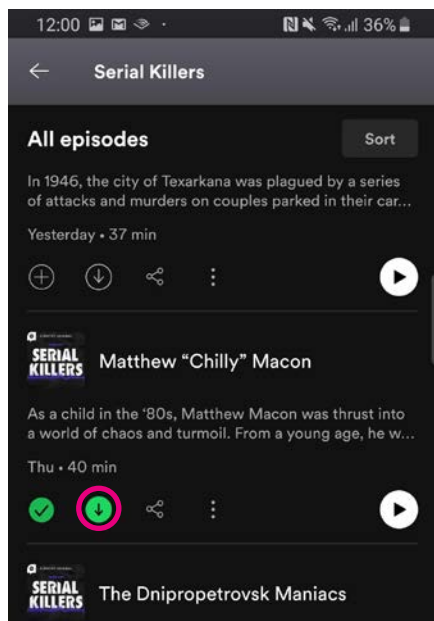 12:00 36%
Serial Killers
All episodes
Sort
In 1946, the city of Texarkana was plagued by a series
of attacks and murders on couples parked in their car...
Yesterday • 37 min
SERIAL
KILLERS
Matthew “Chilly” Macon
As a child in the ‘80s, Matthew Macon was thrust into
a world of chaos and turmoil. From a young age, he w...
Thu • 40 min
SERIAL
KILLERS
The Dnipropetrovsk Maniacs